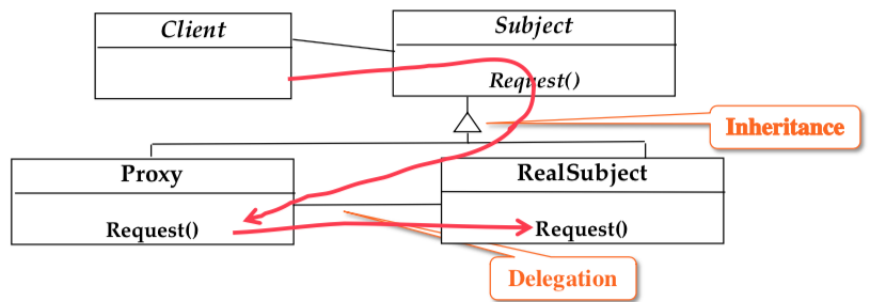 Client
Subject
Request()
Inheritance
Proxy
RealSubject
Request()
Request()
Delegation